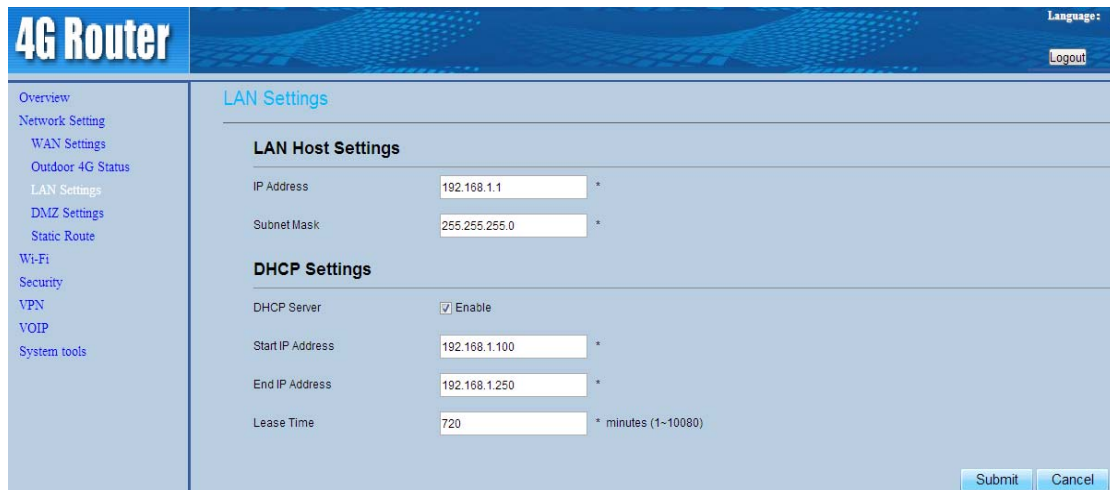 4G Router
Language:
Logout
Overview
Network Setting
WAN Settings
Outdoor 4G Status
LAN Settings
DMZ Settings
Static Route
Wi-Fi
Security
VPN
VOIP
System tools
LAN Settings
LAN Host Settings
IP Address 192.168.1.1 *
Subnet Mask 255.255.255.0 *
DHCP Settings
DHCP Server Enable
Start IP Address 192.168.1.100 *
End IP Address 192.168.1.250 *
Lease Time 720 * minutes (1~10080)
Submit Cancel